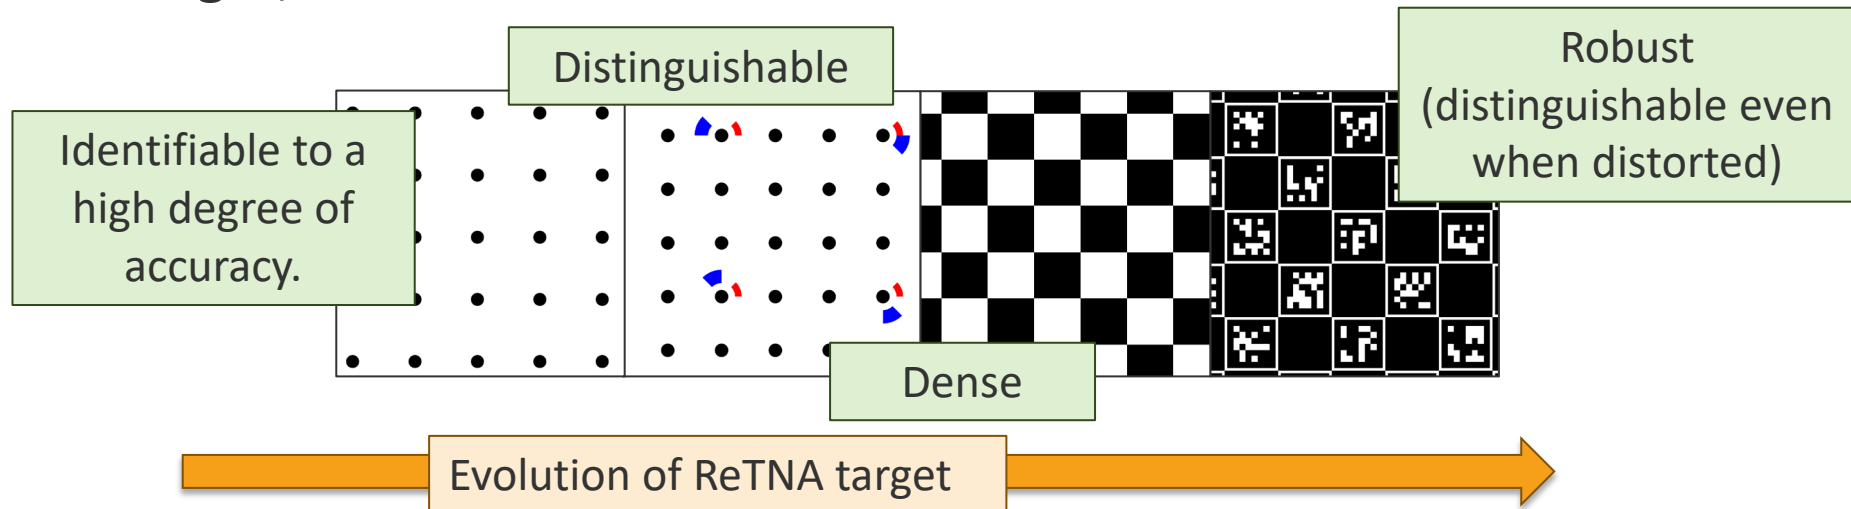 Distinguishable
Robust
(distinguishable even
when distorted)
Identifiable to a
high degree of
accuracy.
Dense
Evolution of ReTNA target